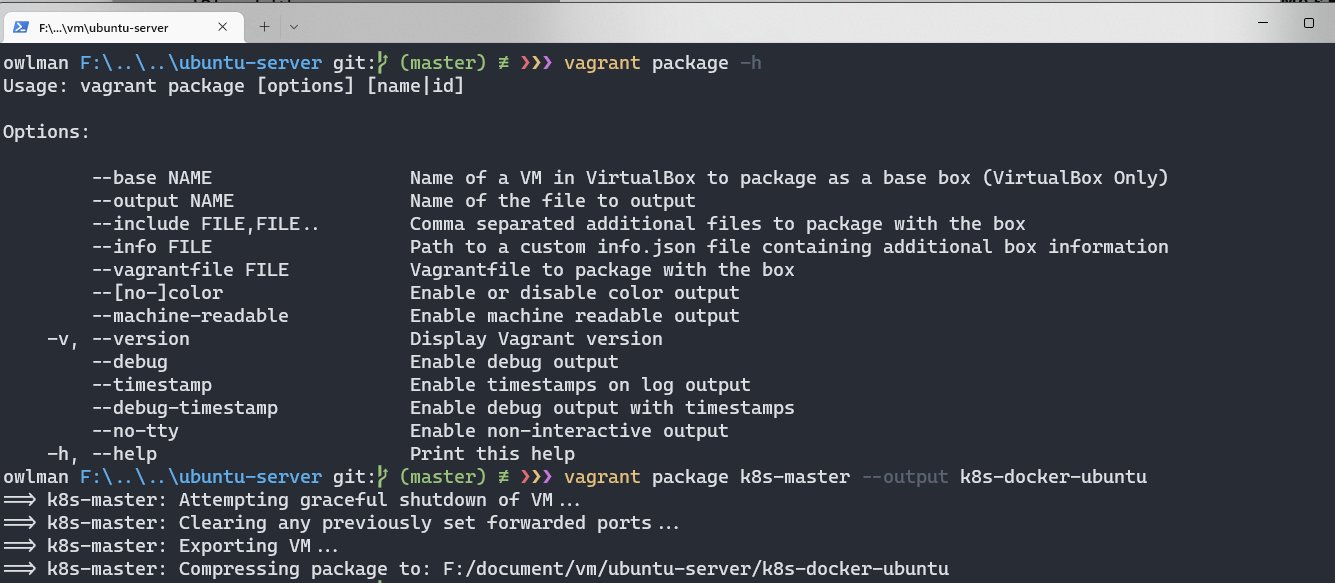 F:\...\vm\ubuntu-server
owlman F:\..\..\ubuntu-server git: (master) ≢ ❯❯❯ vagrant package -h
Usage: vagrant package [options] [name|id]
Options:
--base NAME Name of a VM in VirtualBox to package as a base box (VirtualBox Only)
--output NAME Name of the file to output
--include FILE,FILE.. Comma separated additional files to package with the box
--info FILE Path to a custom info.json file containing additional box information
--vagrantfile FILE Vagrantfile to package with the box
--[no-]color Enable or disable color output
--machine-readable Enable machine readable output
-v, --version Display Vagrant version
--debug Enable debug output
--timestamp Enable timestamps on log output
--debug-timestamp Enable debug output with timestamps
--no-tty Enable non-interactive output
-h, --help Print this help
owlman F:\..\..\ubuntu-server git: (master) ≢ ❯❯❯ vagrant package k8s-master --output k8s-docker-ubuntu
==> k8s-master: Attempting graceful shutdown of VM...
==> k8s-master: Clearing any previously set forwarded ports...
==> k8s-master: Exporting VM...
==> k8s-master: Compressing package to: F:/document/vm/ubuntu-server/k8s-docker-ubuntu